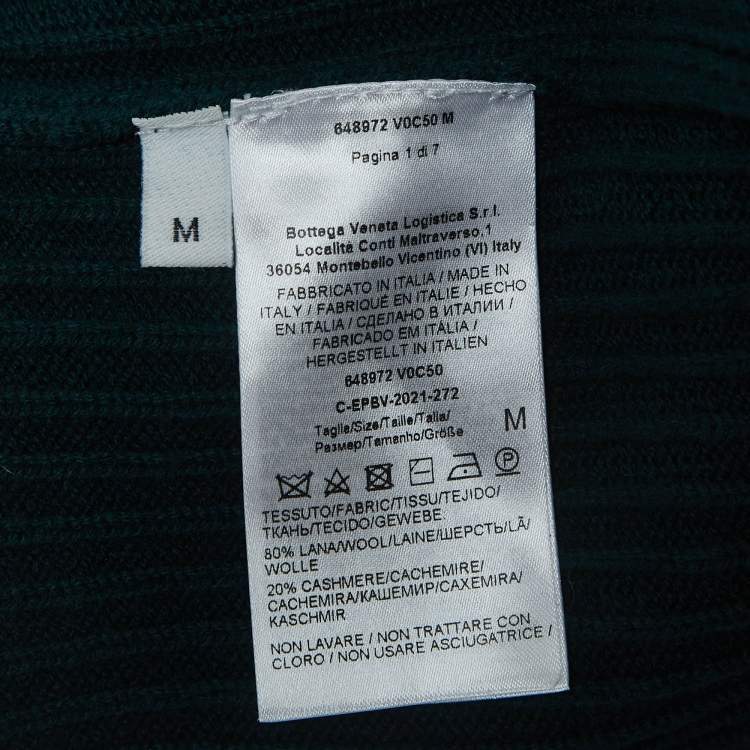 M
648972 V0C50 M
Pagina 1 di 7
Bottega Veneta Logistica S.r.l.
Località Conti Maltraverso,1
36054 Montebello Vicentino (VI) Italy
FABBRICATO IN ITALIA / MADE IN
ITALY / FABRIQUÉ EN ITALIE / HECHO
EN ITALIA / СДЕЛАНО В ИТАЛИИ /
FABRICADO EM ITÁLIA /
HERGESTELLT IN ITALIEN
648972 V0C50
C-EPBV-2021-272
Taglie/Size/Taille/Talla/
Размер/Tamanho/Größe
M
P
TESSUTO/FABRIC/TISSU/TEJIDO/
ТКАНЬ/TECIDO/GEWEBE
80% LANA/WOOL/LAINE/ШЕРСТЬ/LÃ/
WOLLE
20% CASHMERE/CACHEMIRE/
CACHEMIRA/КАШЕМИР/CAXEMIRA/
KASCHMIR
NON LAVARE / NON TRATTARE CON
CLORO / NON USARE ASCIUGATRICE /